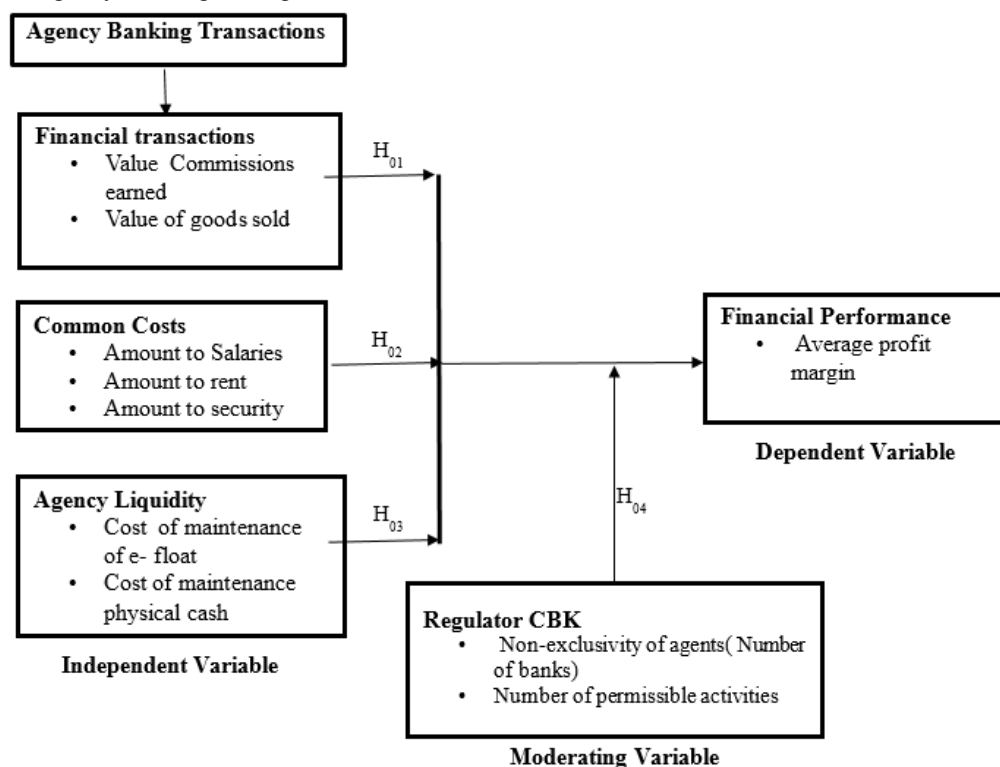 Agency Banking Transactions
Financial transactions
• Value Commissions
earned
• Value of goods sold
H01
Common Costs
• Amount to Salaries
• Amount to rent
• Amount to security
H02
Agency Liquidity
• Cost of maintenance
of e- float
• Cost of maintenance
physical cash
H03
Independent Variable
Financial Performance
• Average profit
margin
Dependent Variable
H04
Regulator CBK
• Non-exclusivity of agents( Number
of banks)
• Number of permissible activities
Moderating Variable